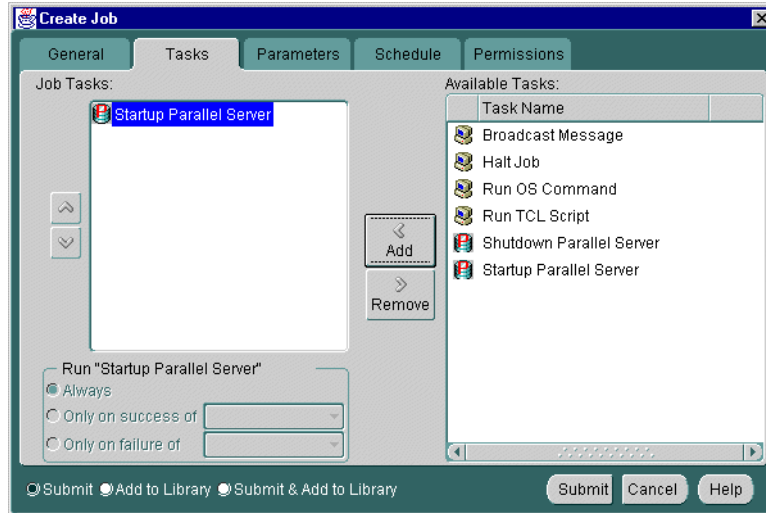 Create Job
General Tasks Parameters Schedule Permissions
Job Tasks:
Startup Parallel Server
Add
Remove
Available Tasks:
Task Name
Broadcast Message
Halt Job
Run OS Command
Run TCL Script
Shutdown Parallel Server
Startup Parallel Server
Run "Startup Parallel Server"
Always
Only on success of
Only on failure of
Submit Add to Library Submit & Add to Library
Submit Cancel Help